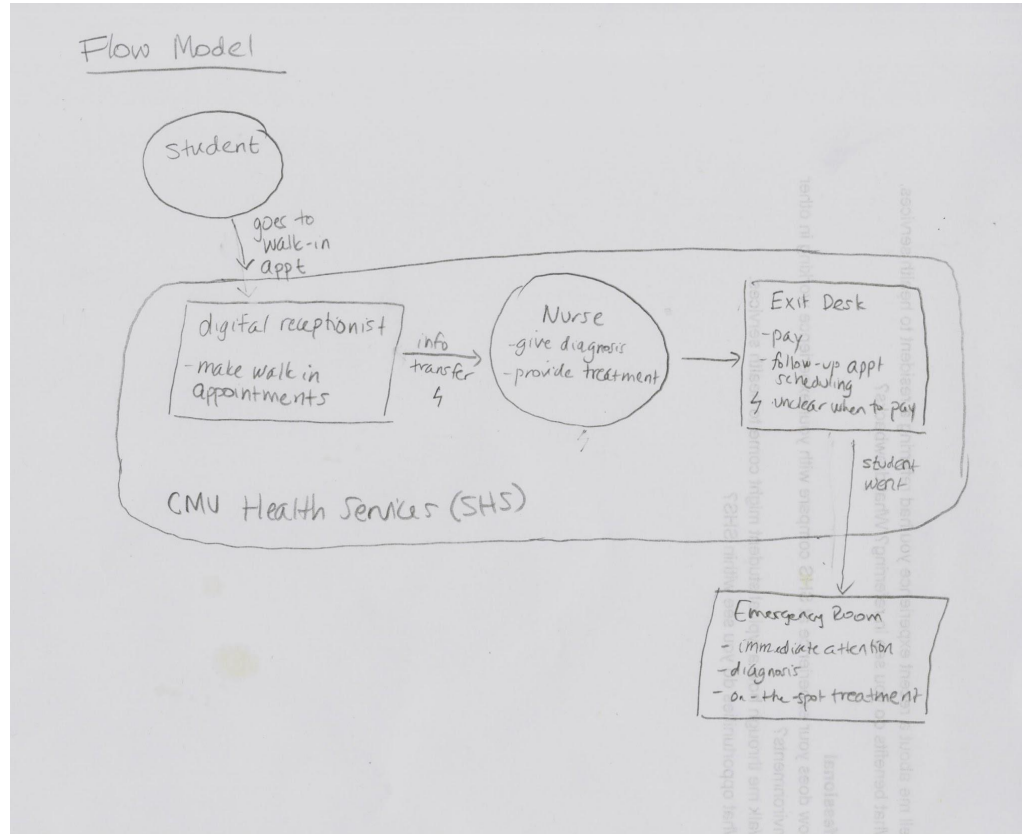 Flow Model
student
goes to
walk-in
appt
digital receptionist
- make walk in
appointments
info
transfer
Nurse
- give diagnosis
- provide treatment
Exit Desk
- pay
- follow-up appt
scheduling
unclear when to pay
CMU Health Services (SHS)
student
went
Emergency Room
- immediate attention
- diagnosis
- on-the-spot treatment